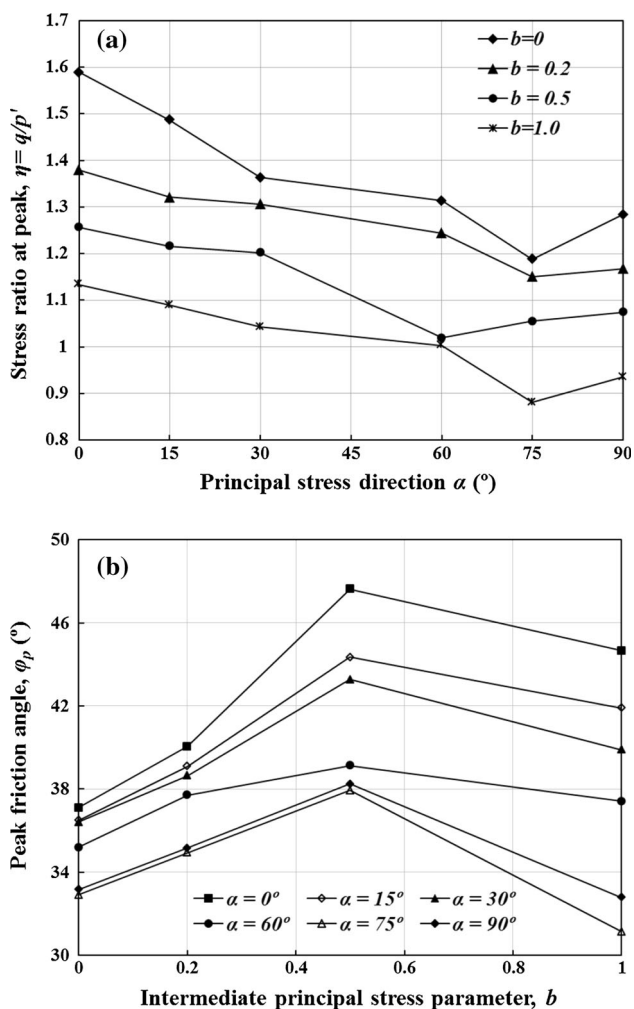 (a)
b=0
b = 0.2
b = 0.5
b=1.0
1.7
1.6
1.5
1.4
1.3
1.2
1.1
1
0.9
0.8
Stress ratio at peak, η= q/p'
0 15 30 45 60 75 90
Principal stress direction α (º)
(b)
50
46
42
38
34
30
Peak friction angle, φp (º)
α = 0º α = 15º α = 30º
α = 60º α = 75º α = 90º
0 0.2 0.4 0.6 0.8 1
Intermediate principal stress parameter, b